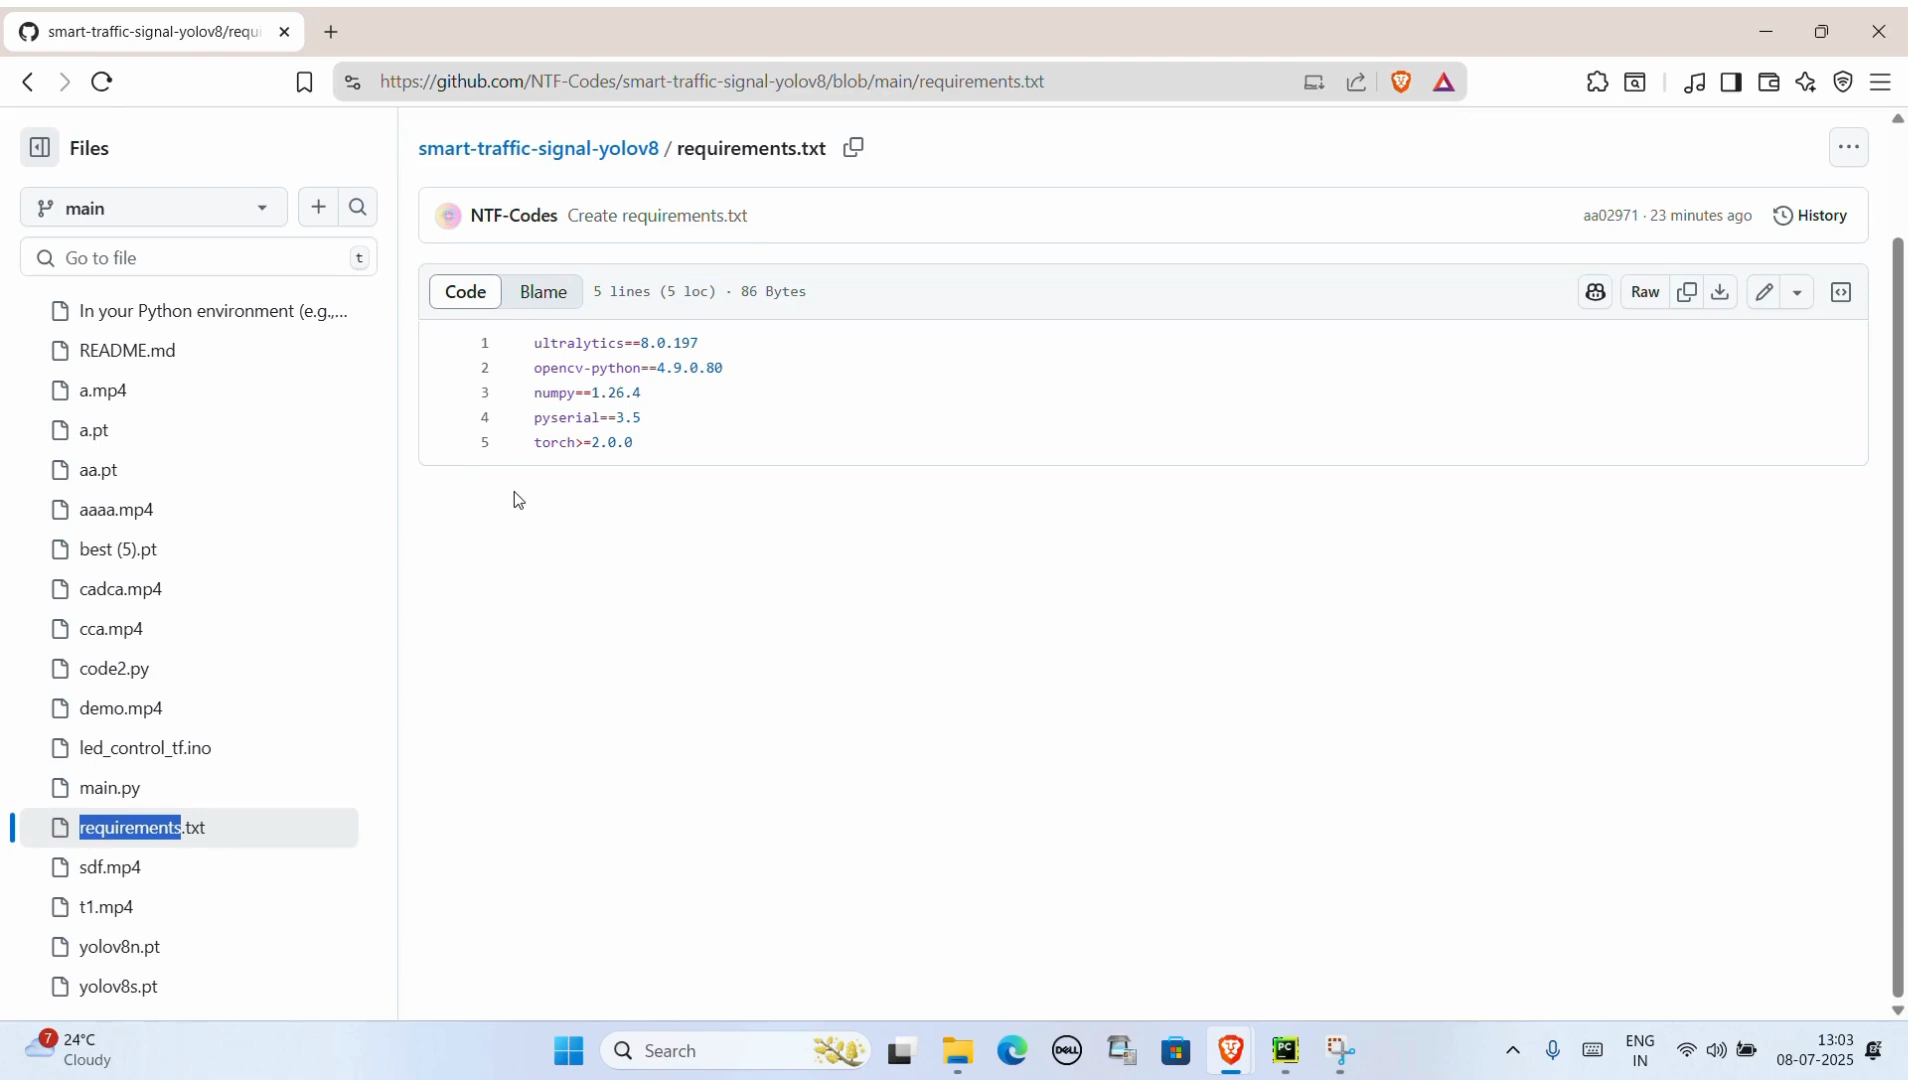 smart-traffic-signal-yolov8/requi
https://github.com/NTF-Codes/smart-traffic-signal-yolov8/blob/main/requirements.txt
Files
main
Go to file
t
In your Python environment (e.g.,...
README.md
a.mp4
a.pt
aa.pt
aaaa.mp4
best (5).pt
cadca.mp4
cca.mp4
code2.py
demo.mp4
led_control_tf.ino
main.py
requirements.txt
sdf.mp4
t1.mp4
yolov8n.pt
yolov8s.pt
smart-traffic-signal-yolov8 / requirements.txt
NTF-Codes Create requirements.txt
aa02971 · 23 minutes ago
History
Code Blame 5 lines (5 loc) · 86 Bytes
Raw
1 ultralytics==8.0.197
2 opencv-python==4.9.0.80
3 numpy==1.26.4
4 pyserial==3.5
5 torch>=2.0.0
7
24°C
Cloudy
Search
DELL
PC
ENG
IN
13:03
08-07-2025